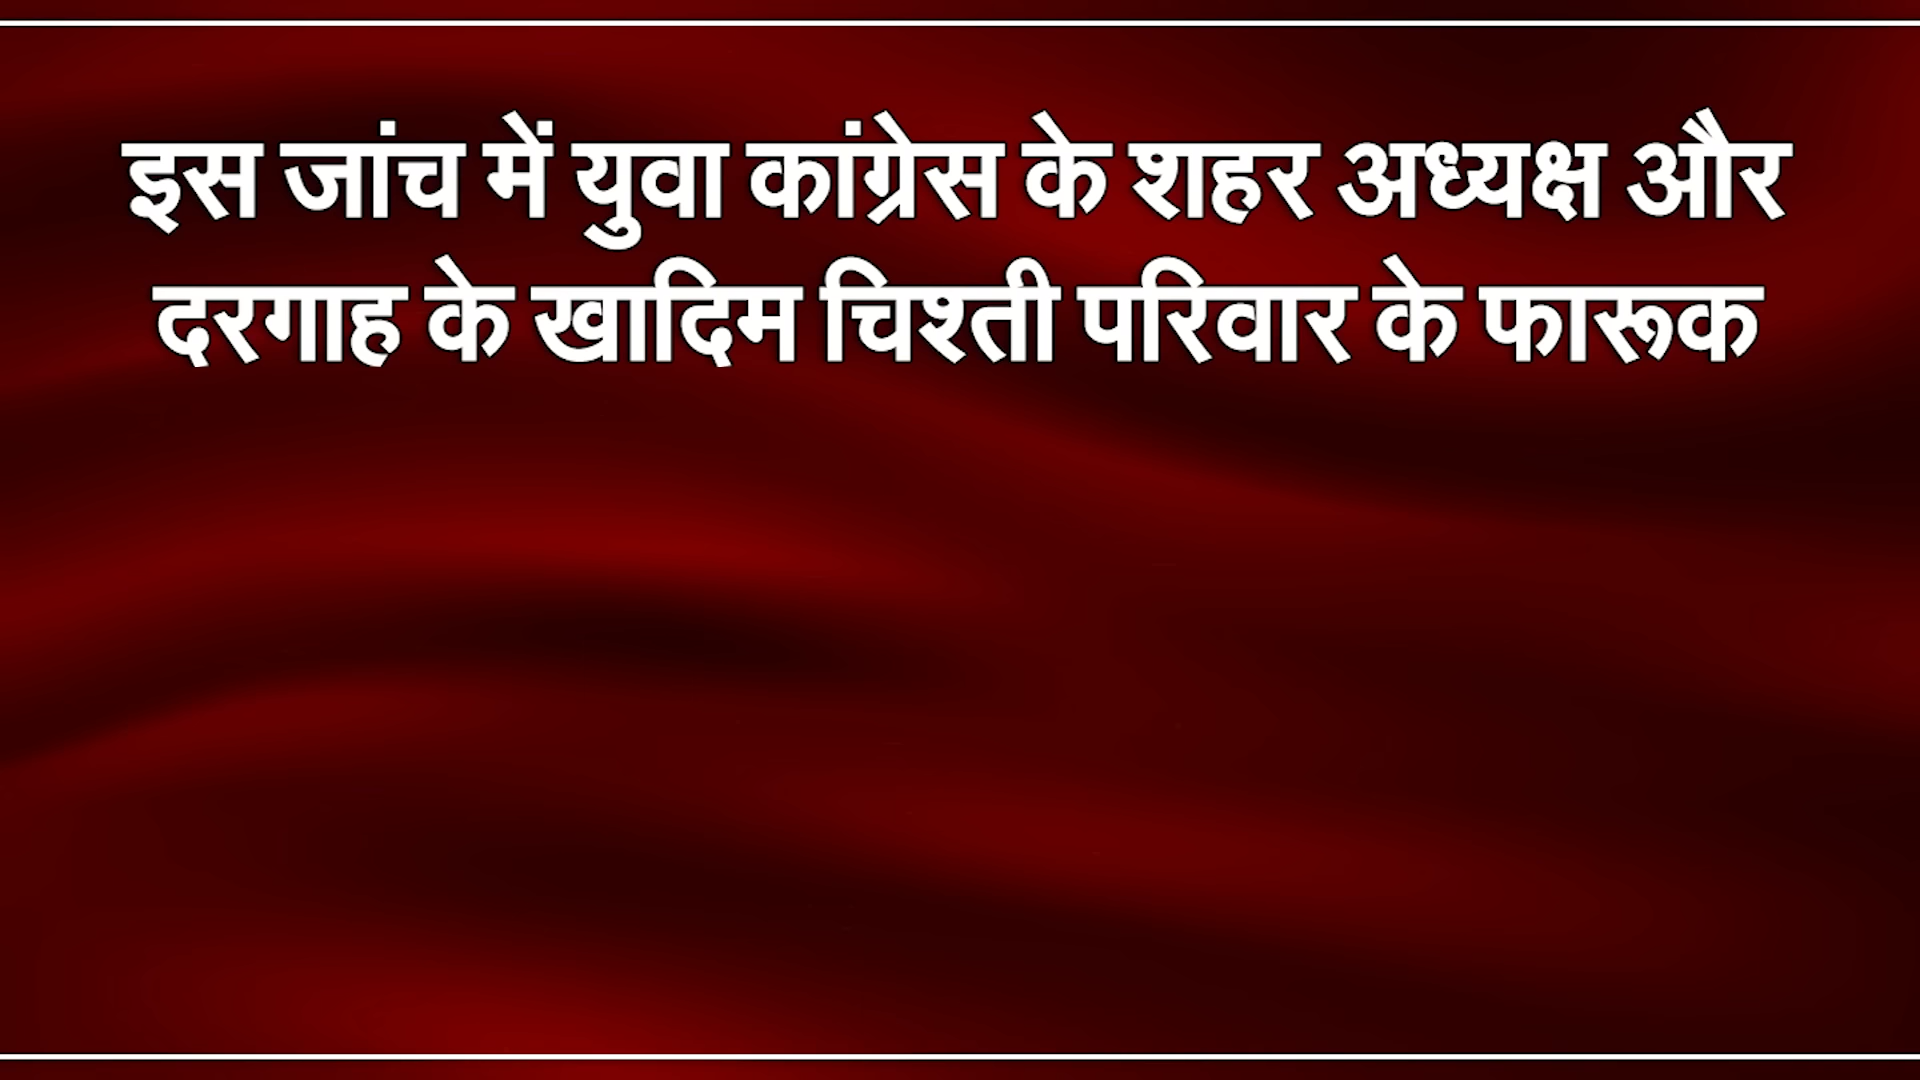 इस जांच में युवा कांग्रेस के शहर अध्यक्ष और
दरगाह के खादिम चिश्ती परिवार के फारूक